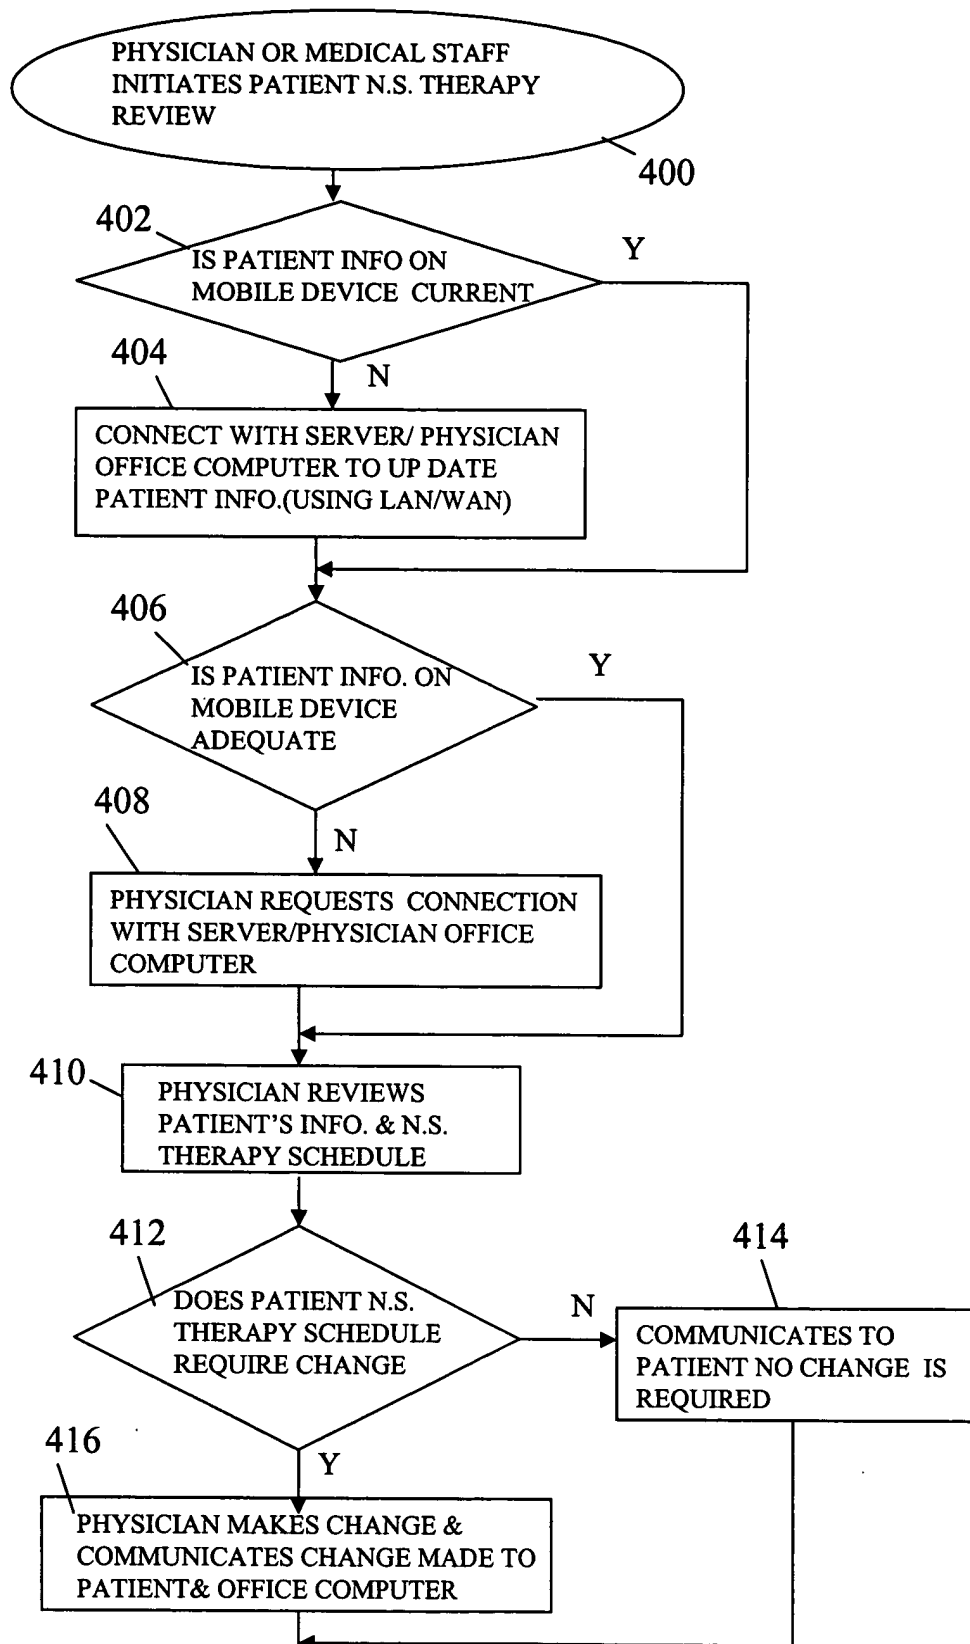 PHYSICIAN OR MEDICAL STAFF
INITIATES PATIENT N.S. THERAPY
REVIEW
400
402
IS PATIENT INFO ON
MOBILE DEVICE CURRENT
Y
404
N
CONNECT WITH SERVER/ PHYSICIAN
OFFICE COMPUTER TO UP DATE
PATIENT INFO.(USING LAN/WAN)
406
IS PATIENT INFO. ON
MOBILE DEVICE
ADEQUATE
Y
408
N
PHYSICIAN REQUESTS CONNECTION
WITH SERVER/PHYSICIAN OFFICE
COMPUTER
410
PHYSICIAN REVIEWS
PATIENT'S INFO. & N.S.
THERAPY SCHEDULE
412
DOES PATIENT N.S.
THERAPY SCHEDULE
REQUIRE CHANGE
N
414
COMMUNICATES TO
PATIENT NO CHANGE IS
REQUIRED
416
Y
PHYSICIAN MAKES CHANGE &
COMMUNICATES CHANGE MADE TO
PATIENT& OFFICE COMPUTER